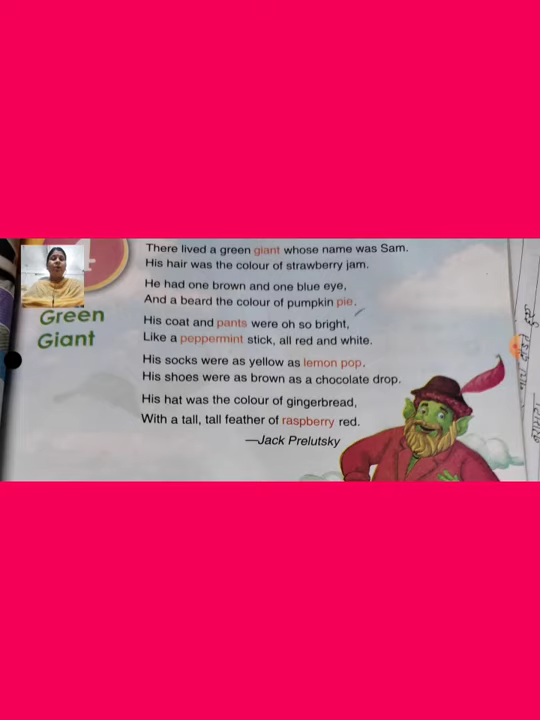 4
Green
Giant
There lived a green giant whose name was Sam.
His hair was the colour of strawberry jam.
He had one brown and one blue eye,
And a beard the colour of pumpkin pie.
His coat and pants were oh so bright,
Like a peppermint stick, all red and white.
His socks were as yellow as lemon pop.
His shoes were as brown as a chocolate drop.
His hat was the colour of gingerbread,
With a tall, tall feather of raspberry red.
—Jack Prelutsky